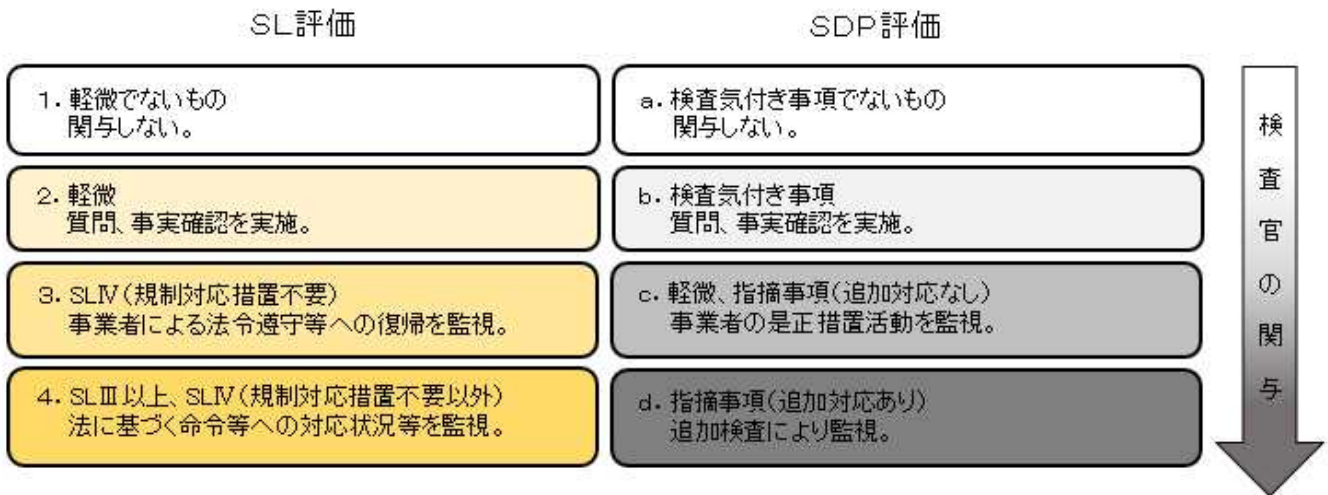 SL評価
1. 軽微でないもの
関与しない。
2. 軽微
質問、事実確認を実施。
3. SLⅣ(規制対応措置不要)
事業者による法令遵守等への復帰を監視。
4. SLⅢ以上、SLⅣ(規制対応措置不要以外)
法に基づく命令等への対応状況等を監視。
SDP評価
a. 検査気付き事項でないもの
関与しない。
b. 検査気付き事項
質問、事実確認を実施。
c. 軽微、指摘事項(追加対応なし)
事業者の是正措置活動を監視。
d. 指摘事項(追加対応あり)
追加検査により監視。
検査官の関与